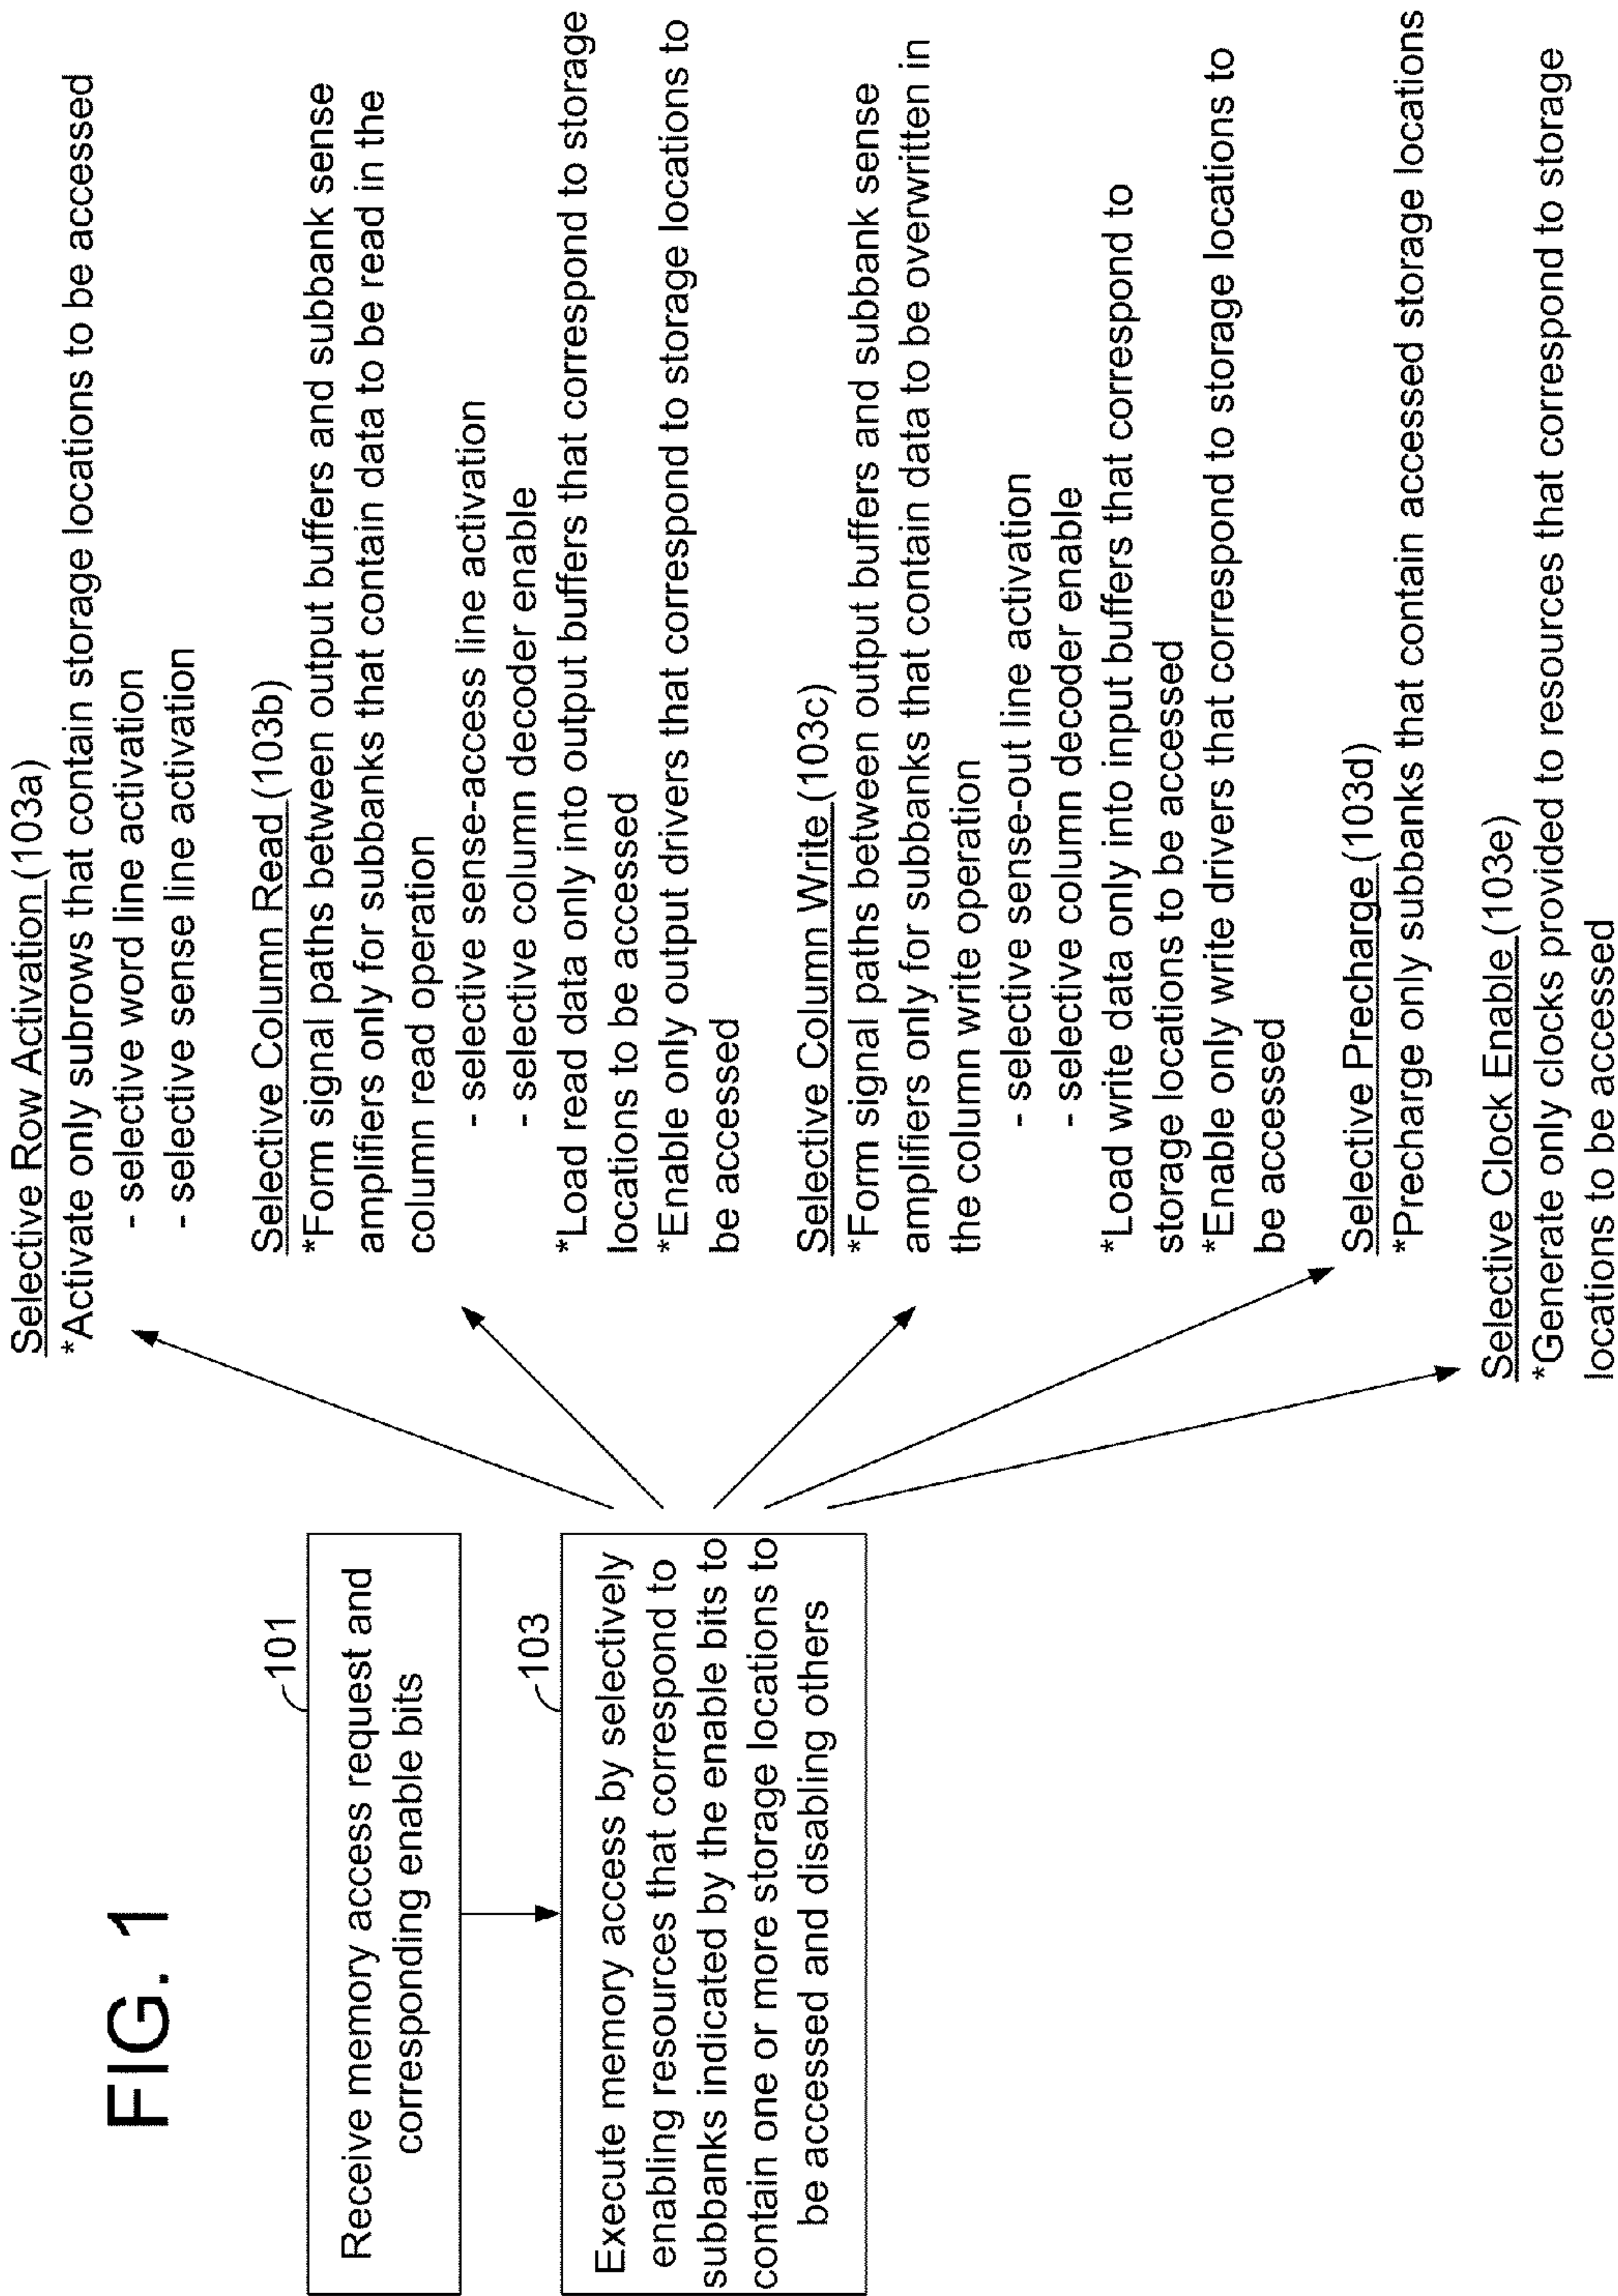 FIG. 1
101
Receive memory access request and
corresponding enable bits
103
Execute memory access by selectively
enabling resources that correspond to
subbanks indicated by the enable bits to
contain one or more storage locations to
be accessed and disabling others
Selective Row Activation (103a)
*Activate only subrows that contain storage locations to be accessed
- selective word line activation
- selective sense line activation
Selective Column Read (103b)
*Form signal paths between output buffers and subbank sense
amplifiers only for subbanks that contain data to be read in the
column read operation
- selective sense-access line activation
- selective column decoder enable
*Load read data only into output buffers that correspond to storage
locations to be accessed
*Enable only output drivers that correspond to storage locations to
be accessed
Selective Column Write (103c)
*Form signal paths between output buffers and subbank sense
amplifiers only for subbanks that contain data to be overwritten in
the column write operation
- selective sense-out line activation
- selective column decoder enable
*Load write data only into input buffers that correspond to
storage locations to be accessed
*Enable only write drivers that correspond to storage locations to
be accessed
Selective Precharge (103d)
*Precharge only subbanks that contain accessed storage locations
Selective Clock Enable (103e)
*Generate only clocks provided to resources that correspond to storage
locations to be accessed